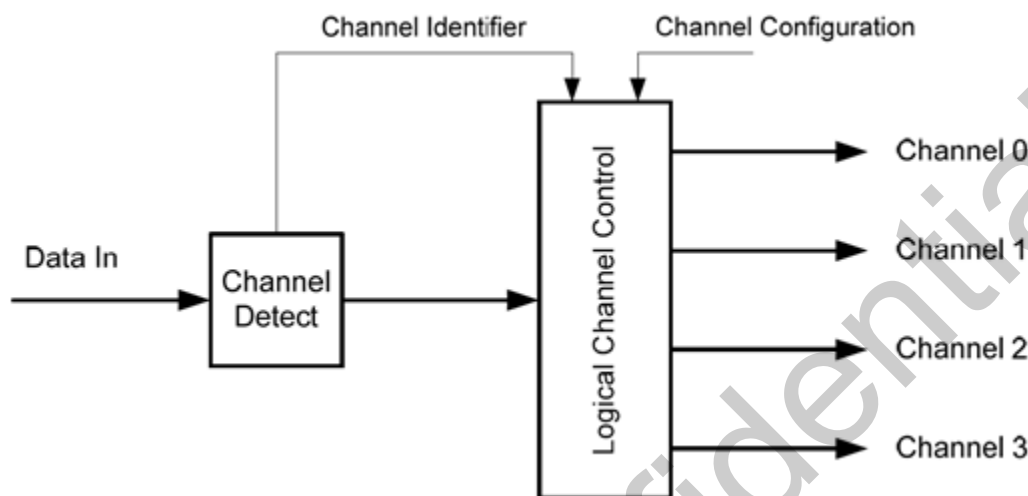 Channel Identifier
Channel Configuration
Data In
Channel
Detect
Logical Channel Control
Channel 0
Channel 1
Channel 2
Channel 3